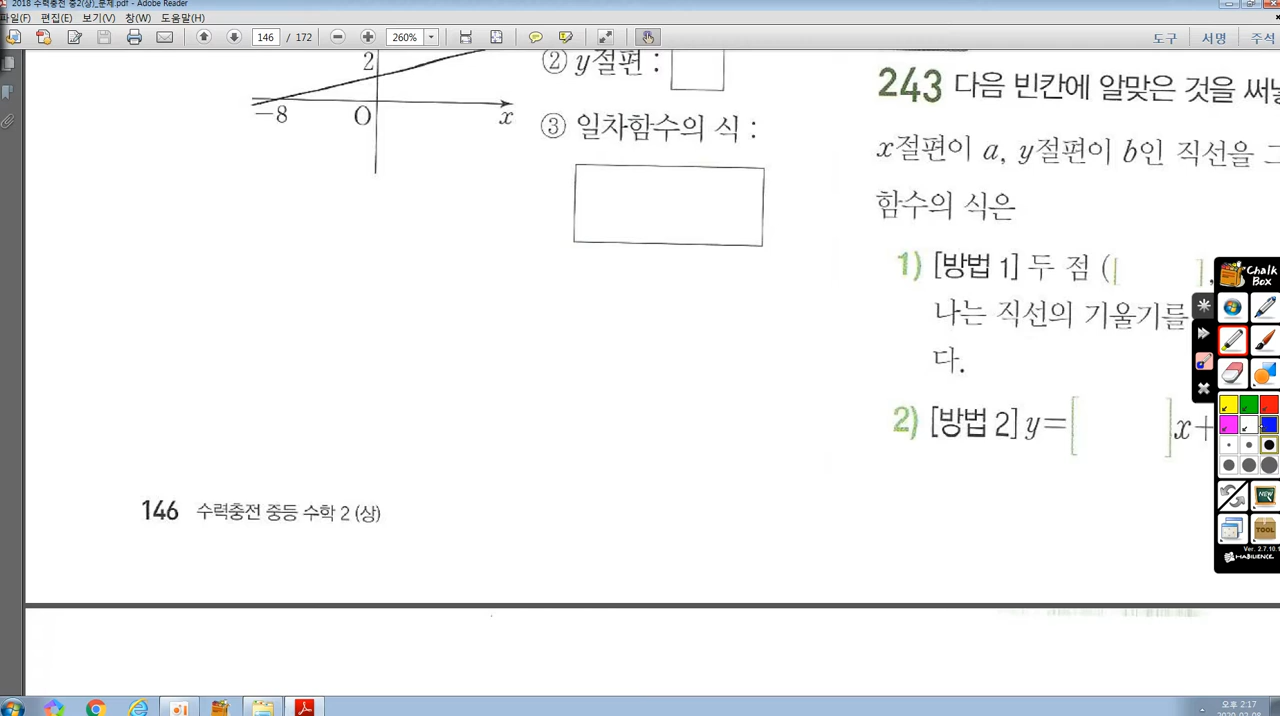 2018 수력충전 중2(상)_문제.pdf - Adobe Reader
파일(F) 편집(E) 보기(V) 창(W) 도움말(H)
146 / 172 260% 도구 서명 주석
2
-8 O x
② y절편 :
③ 일차함수의 식 :
146 수력충전 중등 수학 2 (상)
243 다음 빈칸에 알맞은 것을 써넣
x절편이 a, y절편이 b인 직선을 그
함수의 식은
1) [방법 1] 두 점 ([ ],
나는 직선의 기울기를
다.
2) [방법 2] y=[ ]x+
Chalk
Box
NEW
TOOL
Ver. 2.7.10.1
HABILIENCE
오후 2:17